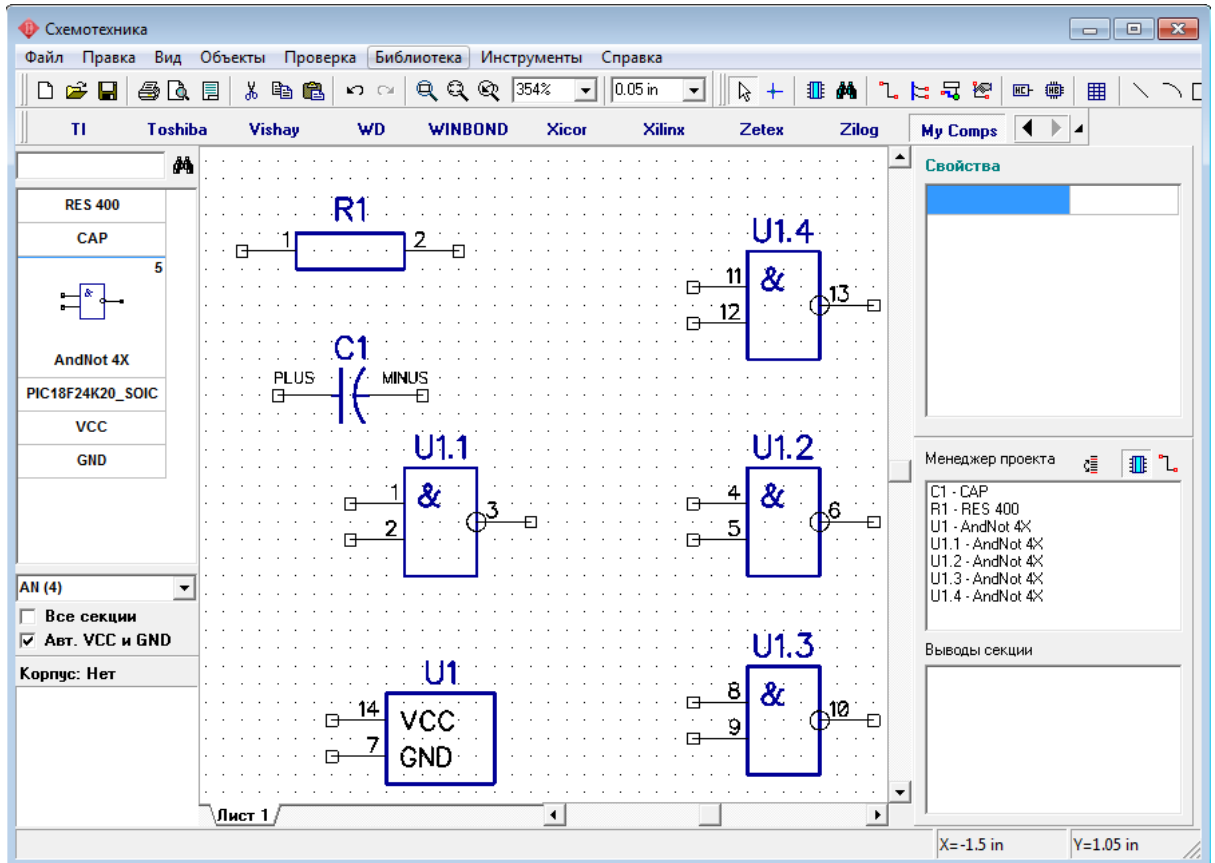 Схемотехника
Файл Правка Вид Объекты Проверка Библиотека Инструменты Справка
354% 0.05 in
TI Toshiba Vishay WD WINBOND Xicor Xilinx Zetex Zilog My Comps
RES 400
CAP
5
&
AndNot 4X
PIC18F24K20_SOIC
VCC
GND
AN (4)
Все секции
Авт. VCC и GND
Корпус: Нет
R1
1 2
C1
PLUS MINUS
U1.1
1 & 3
2
U1
14 VCC
7 GND
U1.4
11 & 13
12
U1.2
4 & 6
5
U1.3
8 & 10
9
Лист 1
Свойства
Менеджер проекта
C1 - CAP
R1 - RES 400
U1 - AndNot 4X
U1.1 - AndNot 4X
U1.2 - AndNot 4X
U1.3 - AndNot 4X
U1.4 - AndNot 4X
Выводы секции
X=-1.5 in Y=1.05 in